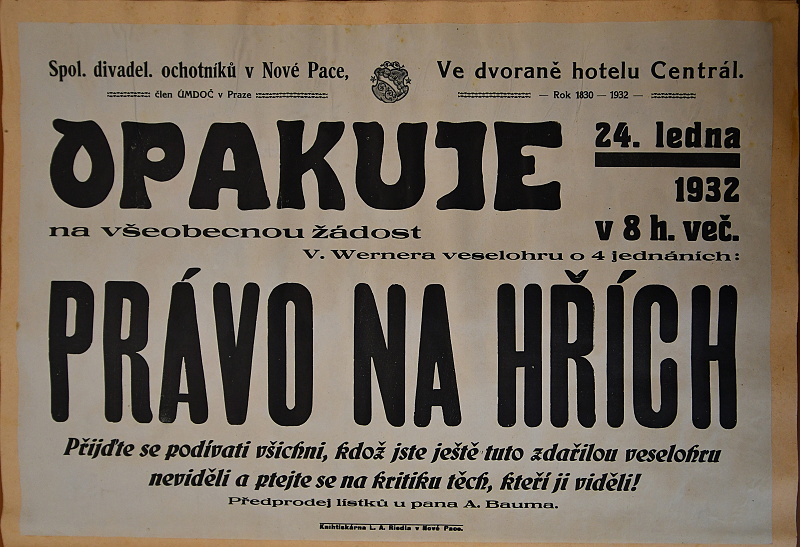 Spol. divadel. ochotníků v Nové Pace,
člen ÚMDOČ v Praze
Ve dvoraně hotelu Centrál.
— Rok 1830 — 1932 —
OPAKUJE
24. ledna
1932
na všeobecnou žádost
v 8 h. več.
V. Wernera veselohru o 4 jednáních:
PRÁVO NA HŘÍCH
Přijďte se podívati všichni, kdož jste ještě tuto zdařilou veselohru
neviděli a ptejte se na kritiku těch, kteří ji viděli!
Předprodej lístků u pana A. Bauma.
Knihtiskárna L. A. Riedla v Nové Pace.